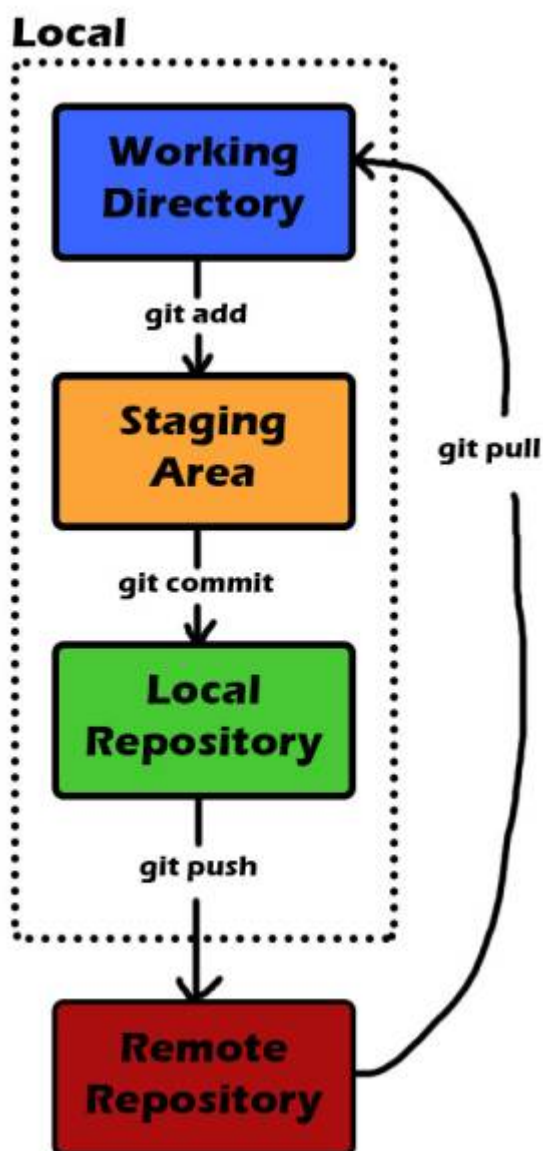 Local
Working
Directory
git add
Staging
Area
git pull
git commit
Local
Repository
git push
Remote
Repository